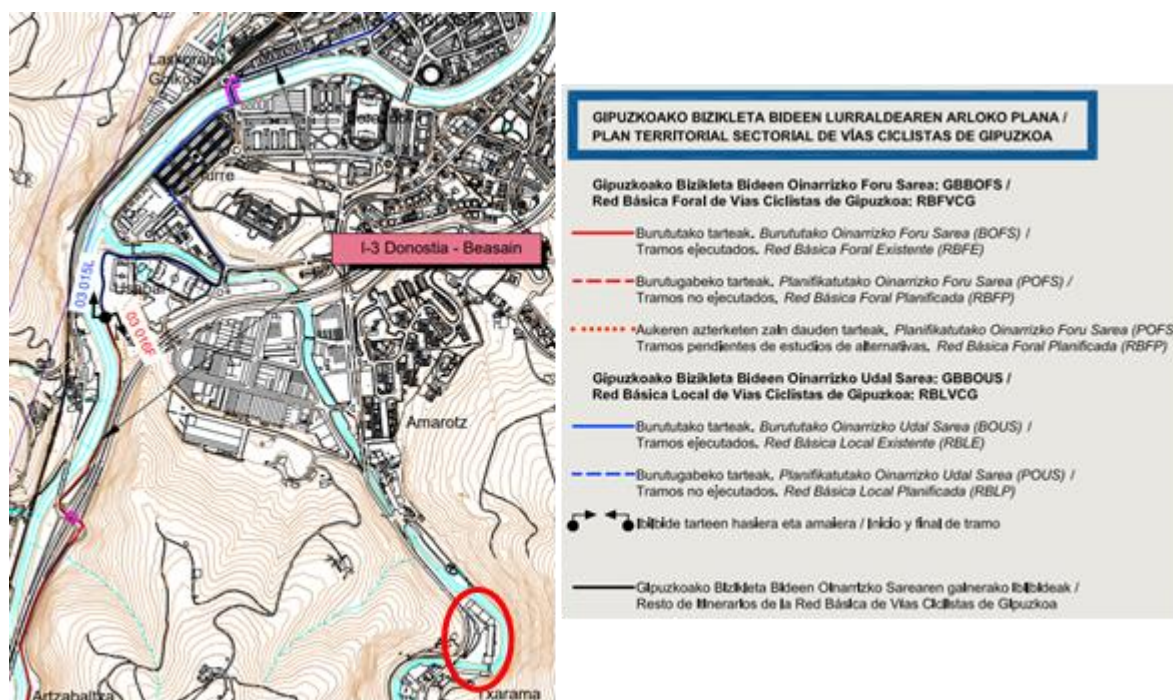 Laskorain
Goikoa
Iturre
I-3 Donostia - Beasain
Usabal
03 015L
03 016F
Amarotz
Artzabaltza
Txarama
GIPUZKOAKO BIZIKLETA BIDEEN LURRALDEAREN ARLOKO PLANA /
PLAN TERRITORIAL SECTORIAL DE VÍAS CICLISTAS DE GIPUZKOA
Gipuzkoako Bizikleta Bideen Oinarrizko Foru Sarea: GBBOFS /
Red Básica Foral de Vías Ciclistas de Gipuzkoa: RBFVCG
Burututako tarteak. Burututako Oinarrizko Foru Sarea (BOFS) /
Tramos ejecutados. Red Básica Foral Existente (RBFE)
Burutugabeko tarteak. Planifikatutako Oinarrizko Foru Sarea (POFS) /
Tramos no ejecutados. Red Básica Foral Planificada (RBFP)
Aukeren azterketen zain dauden tarteak. Planifikatutako Oinarrizko Foru Sarea (POFS
Tramos pendientes de estudios de alternativas. Red Básica Foral Planificada (RBFP)
Gipuzkoako Bizikleta Bideen Oinarrizko Udal Sarea: GBBOUS /
Red Básica Local de Vías Ciclistas de Gipuzkoa: RBLVCG
Burututako tarteak. Burututako Oinarrizko Udal Sarea (BOUS) /
Tramos ejecutados. Red Básica Local Existente (RBLE)
Burutugabeko tarteak. Planifikatutako Oinarrizko Udal Sarea (POUS) /
Tramos no ejecutados. Red Básica Local Planificada (RBLP)
Ibilbide tarteen hasiera eta amaiera / Inicio y final de tramo
Gipuzkoako Bizikleta Bideen Oinarrizko Sarearen gainerako Ibilbideak /
Resto de Itinerarios de la Red Básica de Vías Ciclistas de Gipuzkoa